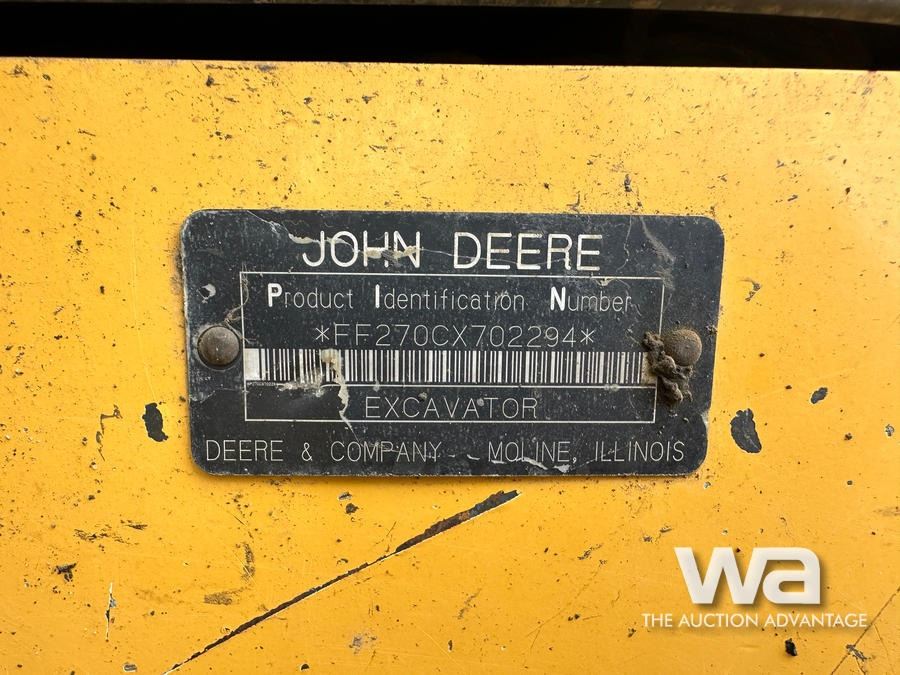 JOHN DEERE
Product Identification Number
*FF270CX702294*
EXCAVATOR
DEERE & COMPANY MOLINE, ILLINOIS
wa
THE AUCTION ADVANTAGE